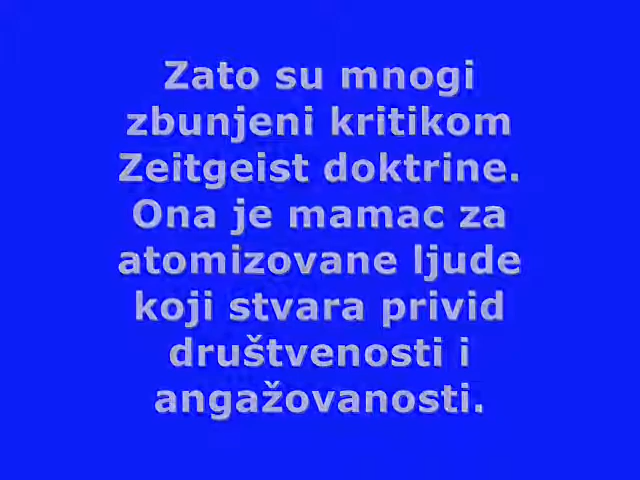 Zato su mnogi
zbunjeni kritikom
Zeitgeist doktrine.
Ona je mamac za
atomizovane ljude
koji stvara privid
društvenosti i
angažovanosti.